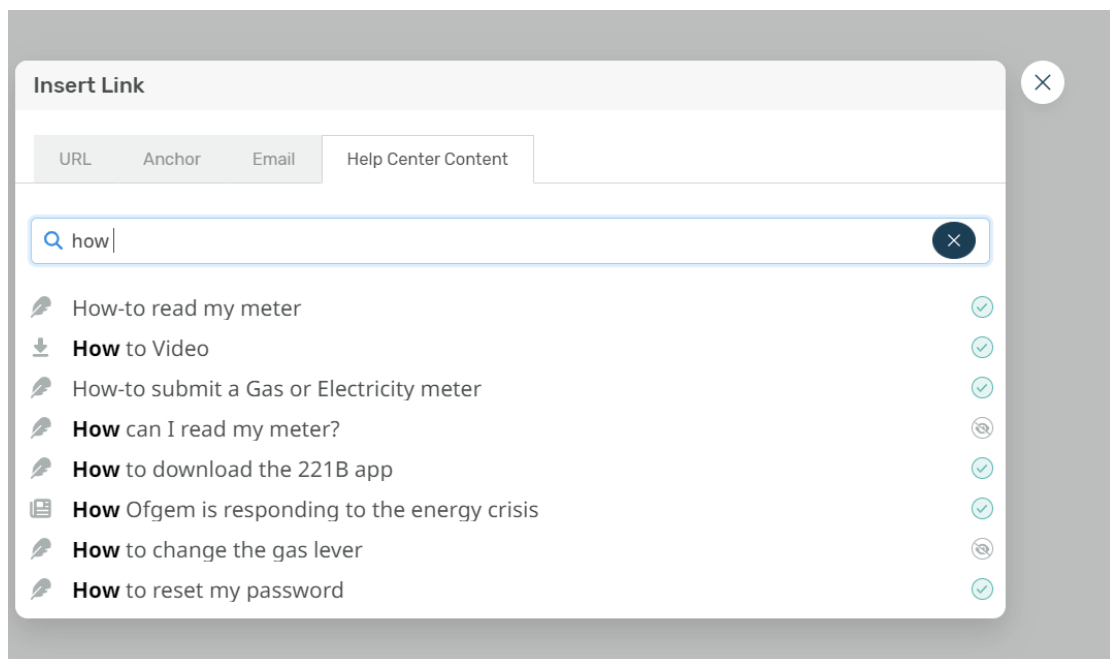 Insert Link
URL Anchor Email Help Center Content
how
How-to read my meter
How to Video
How-to submit a Gas or Electricity meter
How can I read my meter?
How to download the 221B app
How Ofgem is responding to the energy crisis
How to change the gas lever
How to reset my password